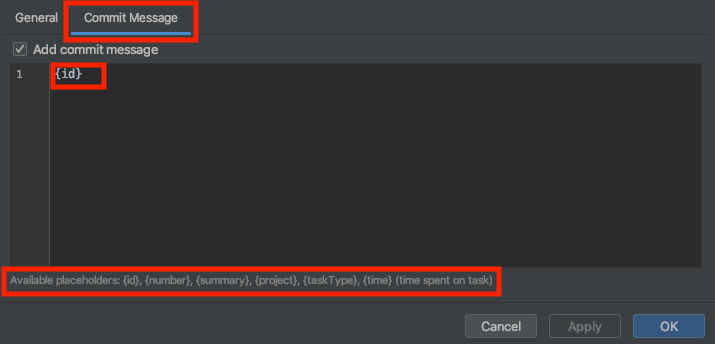 General Commit Message
Add commit message
1 {id}
Available placeholders: {id}, {number}, {summary}, {project}, {taskType}, {time} (time spent on task)
Cancel Apply OK